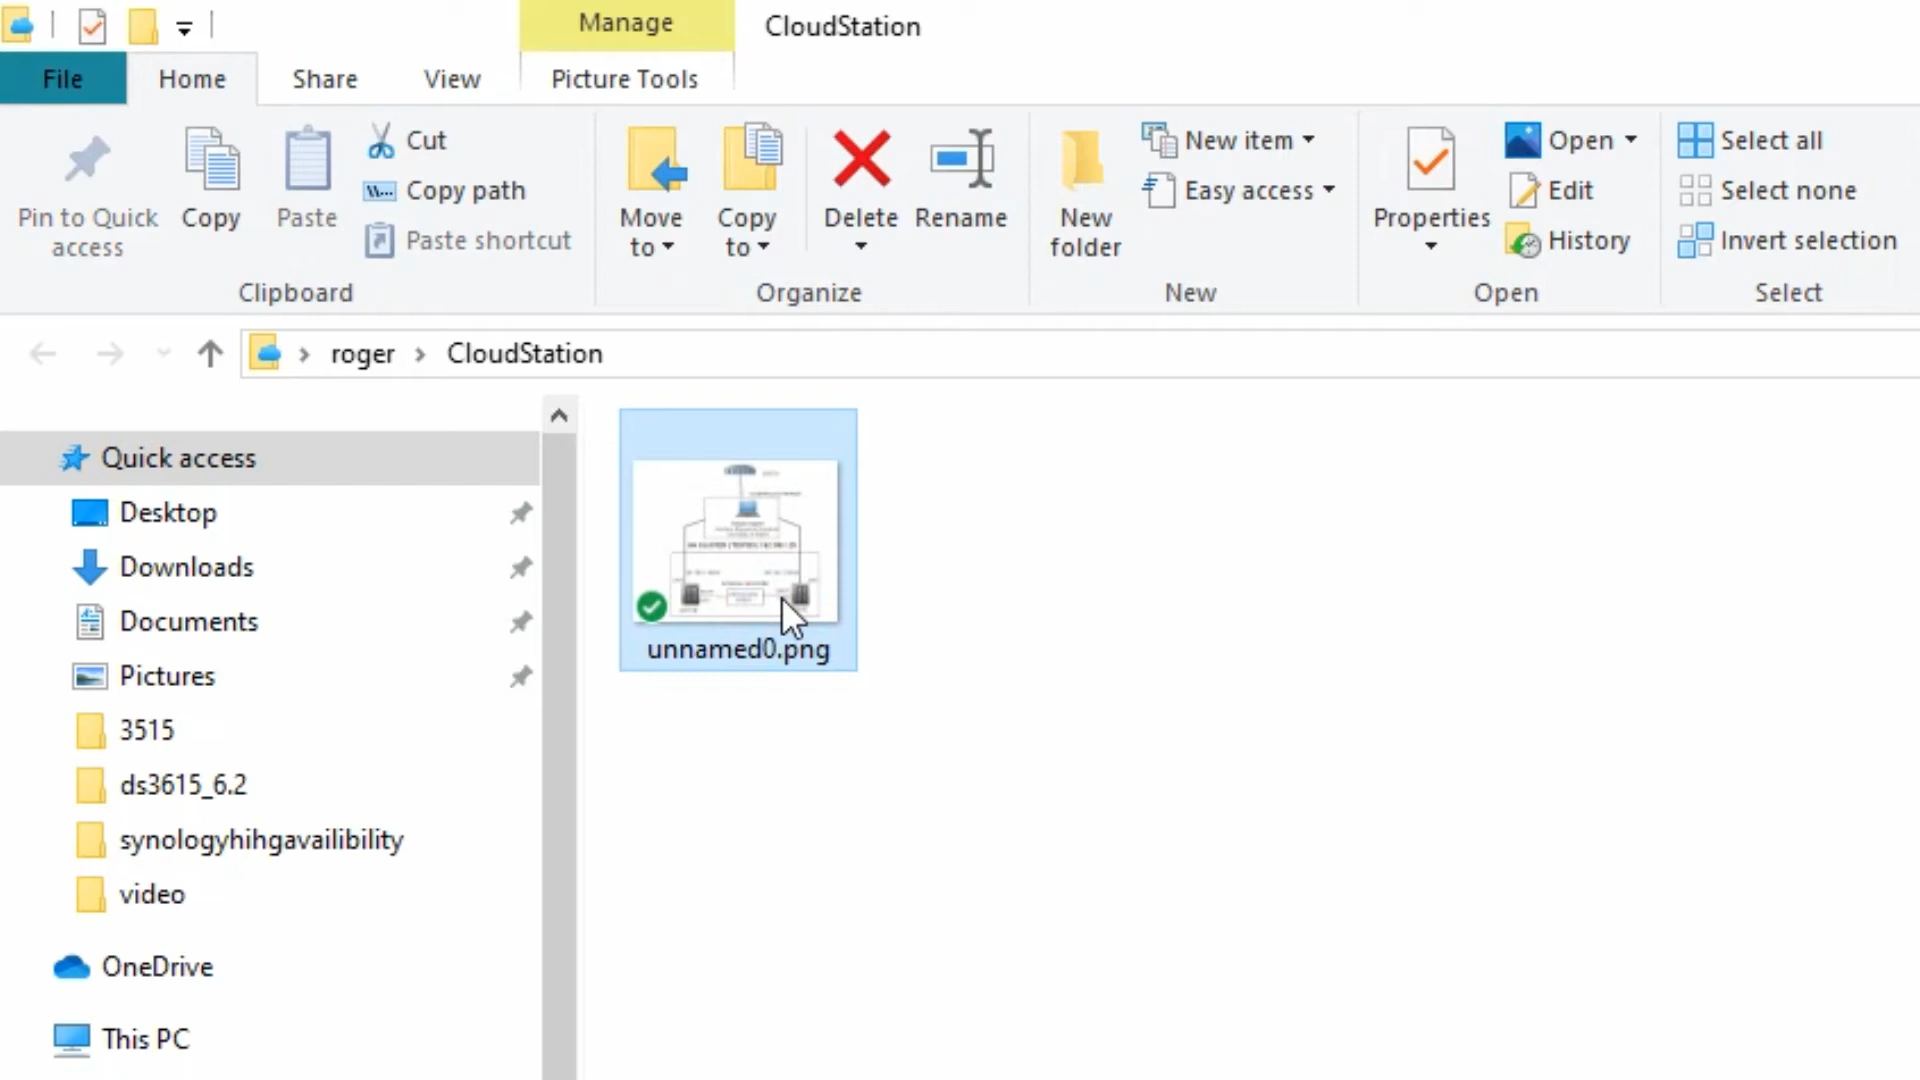 Manage
CloudStation
File
Home
Share
View
Picture Tools
Pin to Quick
access
Copy
Paste
Cut
Copy path
Paste shortcut
Clipboard
Move
to
Copy
to
Delete
Rename
Organize
New
folder
New item
Easy access
New
Properties
Open
Edit
History
Open
Select all
Select none
Invert selection
Select
roger
CloudStation
Quick access
Desktop
Downloads
Documents
Pictures
3515
ds3615_6.2
synologyhihgavailibility
video
OneDrive
This PC
unnamed0.png